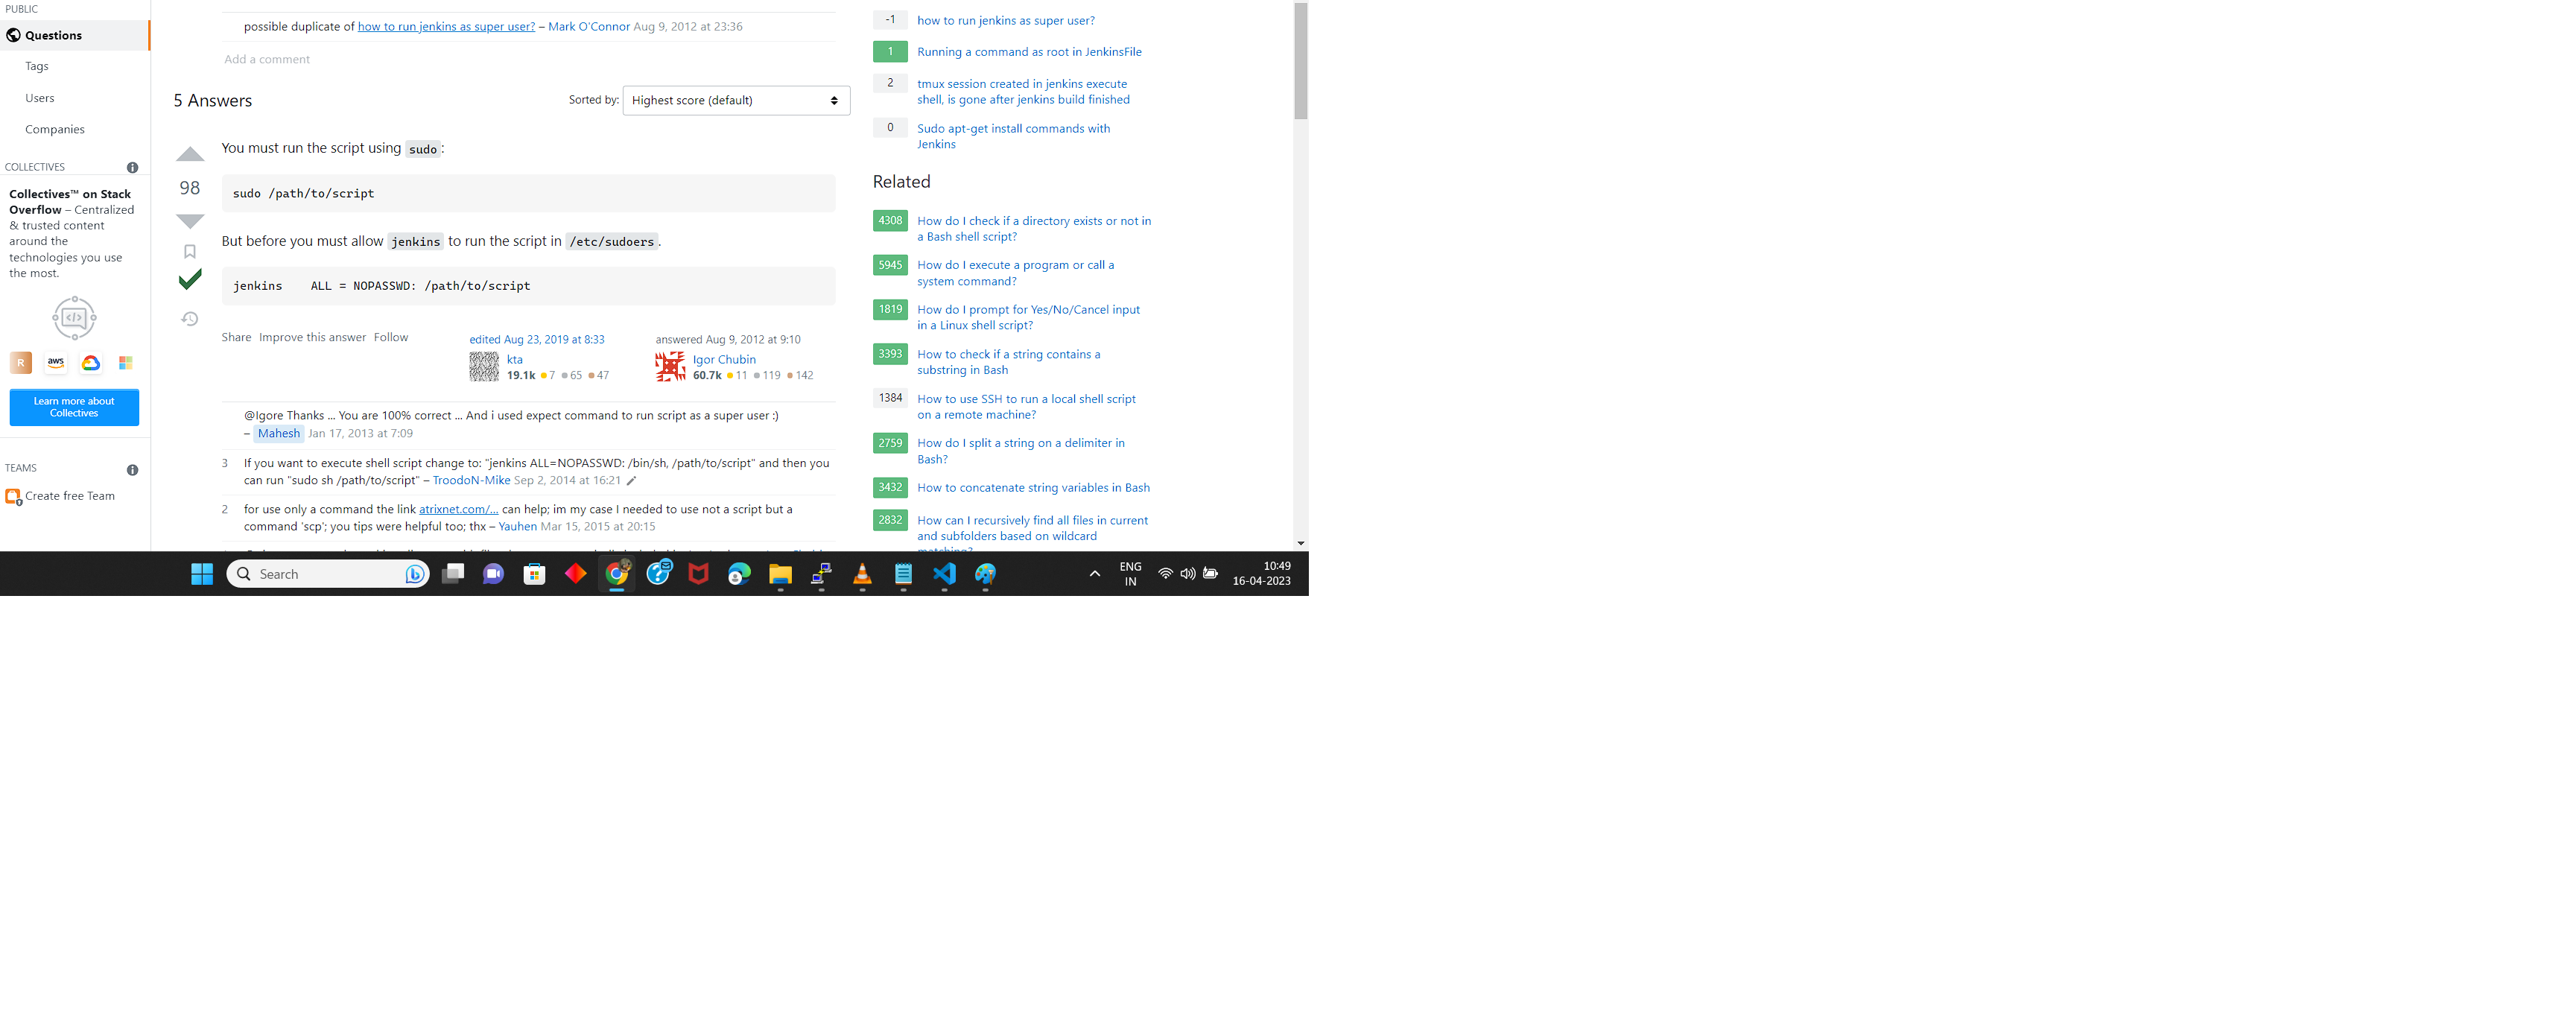 PUBLIC
Questions
Tags
Users
Companies
COLLECTIVES
Collectives™ on Stack
Overflow – Centralized
& trusted content
around the
technologies you use
the most.
R
aws
Learn more about
Collectives
TEAMS
Create free Team
possible duplicate of how to run jenkins as super user? – Mark O'Connor Aug 9, 2012 at 23:36
Add a comment
5 Answers
Sorted by: Highest score (default)
98
You must run the script using sudo:
sudo /path/to/script
But before you must allow jenkins to run the script in /etc/sudoers.
jenkins    ALL = NOPASSWD: /path/to/script
Share Improve this answer Follow
edited Aug 23, 2019 at 8:33
kta
19.1k 7 65 47
answered Aug 9, 2012 at 9:10
Igor Chubin
60.7k 11 119 142
@Igore Thanks ... You are 100% correct ... And i used expect command to run script as a super user :)
– Mahesh Jan 17, 2013 at 7:09
3 If you want to execute shell script change to: "jenkins ALL=NOPASSWD: /bin/sh, /path/to/script" and then you
can run "sudo sh /path/to/script" – TroodoN-Mike Sep 2, 2014 at 16:21
2 for use only a command the link atrixnet.com/... can help; im my case I needed to use not a script but a
command 'scp'; you tips were helpful too; thx – Yauhen Mar 15, 2015 at 20:15
-1 how to run jenkins as super user?
1 Running a command as root in JenkinsFile
2 tmux session created in jenkins execute
shell, is gone after jenkins build finished
0 Sudo apt-get install commands with
Jenkins
Related
4308 How do I check if a directory exists or not in
a Bash shell script?
5945 How do I execute a program or call a
system command?
1819 How do I prompt for Yes/No/Cancel input
in a Linux shell script?
3393 How to check if a string contains a
substring in Bash
1384 How to use SSH to run a local shell script
on a remote machine?
2759 How do I split a string on a delimiter in
Bash?
3432 How to concatenate string variables in Bash
2832 How can I recursively find all files in current
and subfolders based on wildcard
matching?
Search
ENG
IN
10:49
16-04-2023